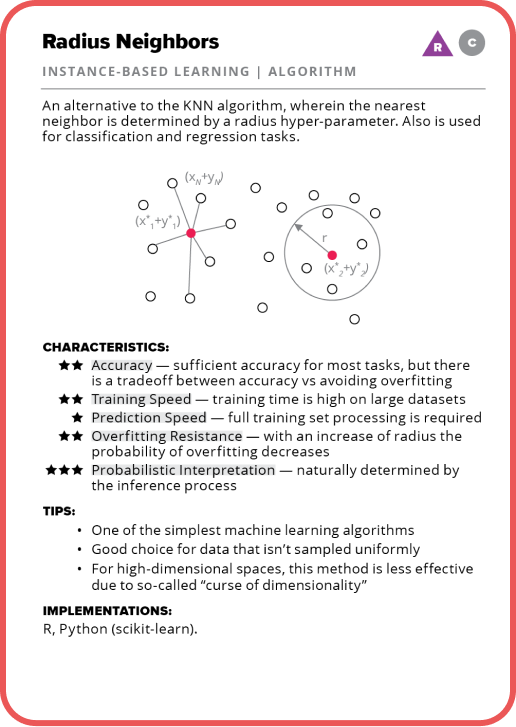 Radius Neighbors
R
C
INSTANCE-BASED LEARNING | ALGORITHM
An alternative to the KNN algorithm, wherein the nearest
neighbor is determined by a radius hyper-parameter. Also is used
for classification and regression tasks.
(x_N+y_N)
(x*_1+y*_1)
r
(x*_2+y*_2)
CHARACTERISTICS:
★★ Accuracy — sufficient accuracy for most tasks, but there
is a tradeoff between accuracy vs avoiding overfitting
★★ Training Speed — training time is high on large datasets
★ Prediction Speed — full training set processing is required
★★ Overfitting Resistance — with an increase of radius the
probability of overfitting decreases
★★★ Probabilistic Interpretation — naturally determined by
the inference process
TIPS:
• One of the simplest machine learning algorithms
• Good choice for data that isn’t sampled uniformly
• For high-dimensional spaces, this method is less effective
due to so-called “curse of dimensionality”
IMPLEMENTATIONS:
R, Python (scikit-learn).